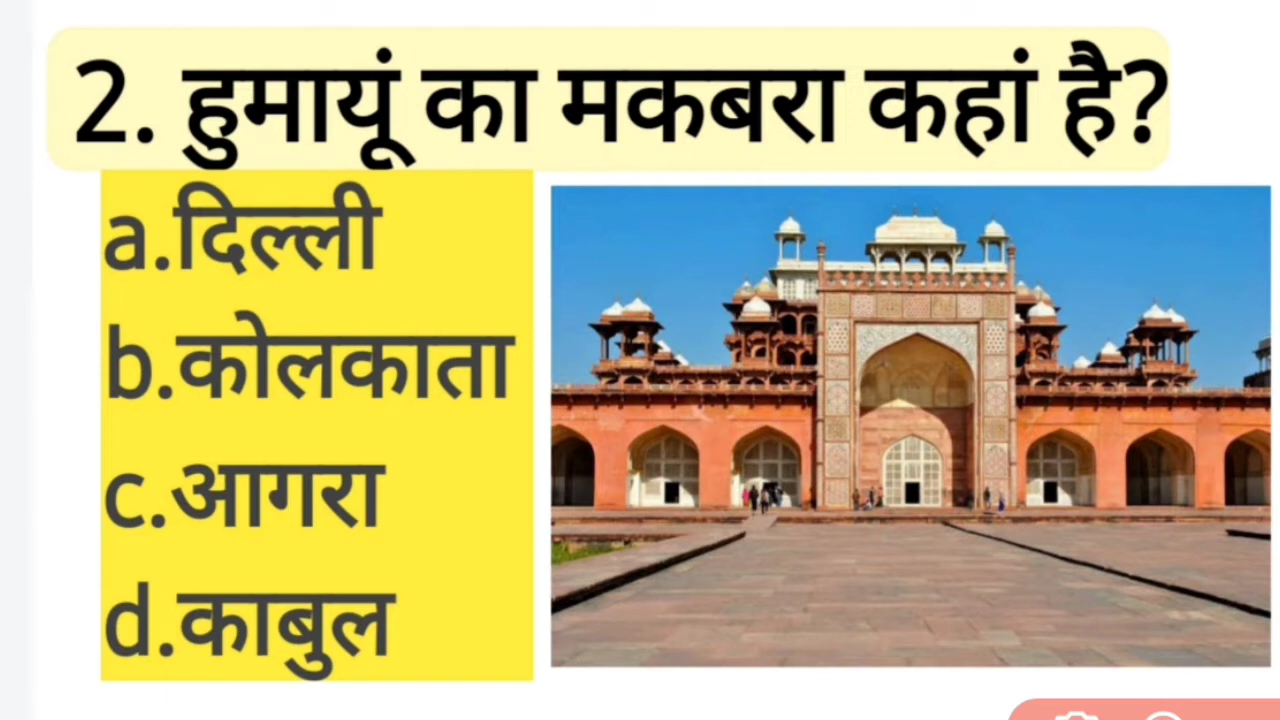 2. हुमायूं का मकबरा कहां है?
a.दिल्ली
b.कोलकाता
c.आगरा
d.काबुल